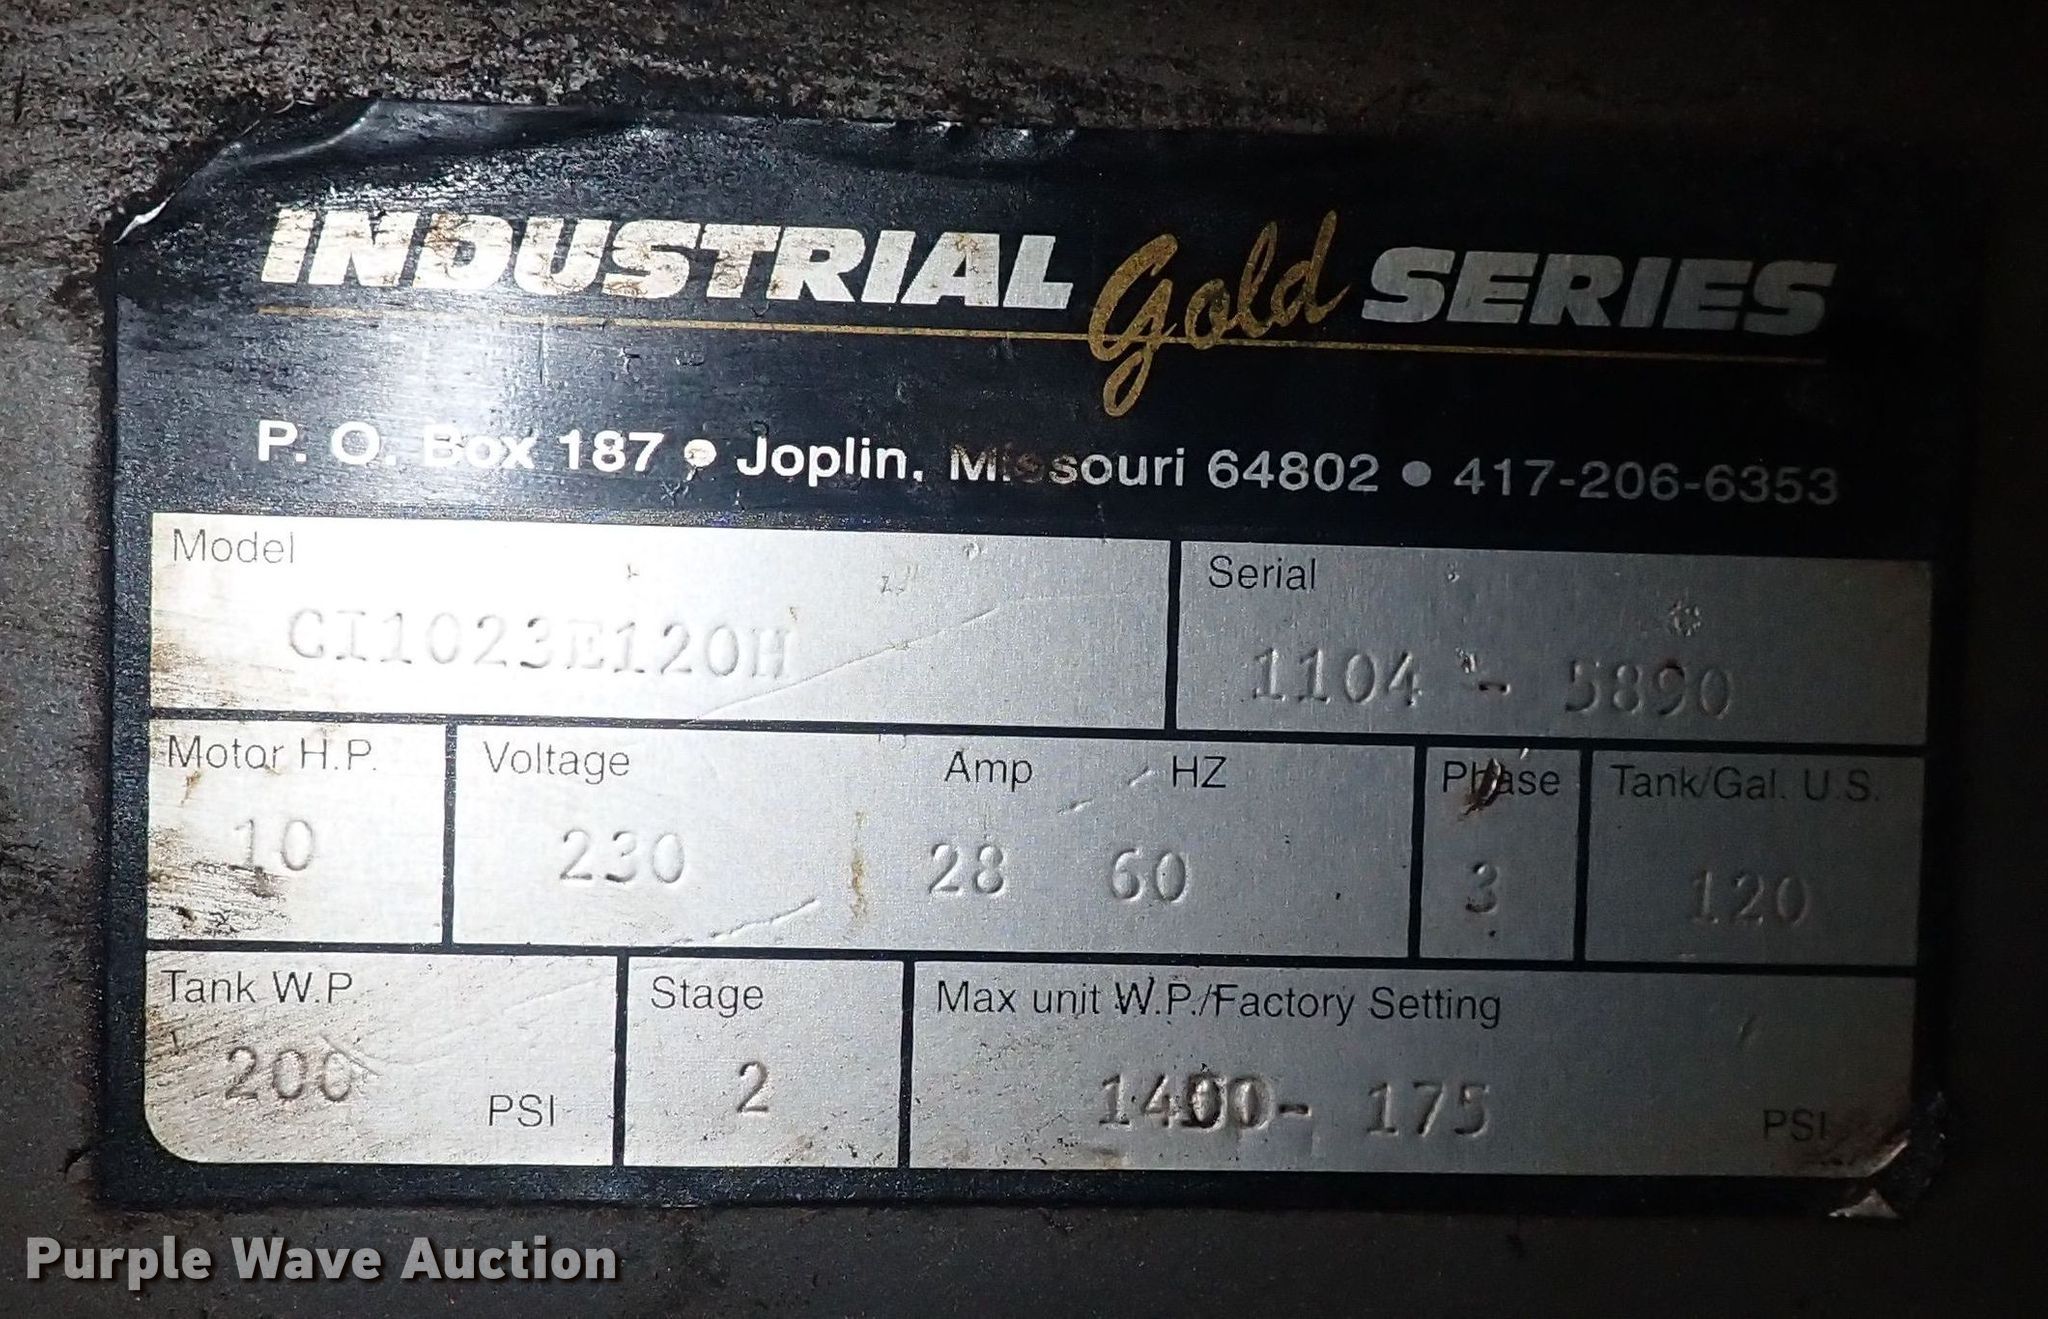 INDUSTRIAL Gold SERIES
P. O. Box 187 • Joplin, Missouri 64802 • 417-206-6353
Model
CI1023E120H
Serial
1104 - 5890
Motor H.P.
10
Voltage
230
Amp
28
HZ
60
Phase
3
Tank/Gal. U.S.
120
Tank W.P.
200 PSI
Stage
2
Max unit W.P./Factory Setting
- 175 PSI
Purple Wave Auction